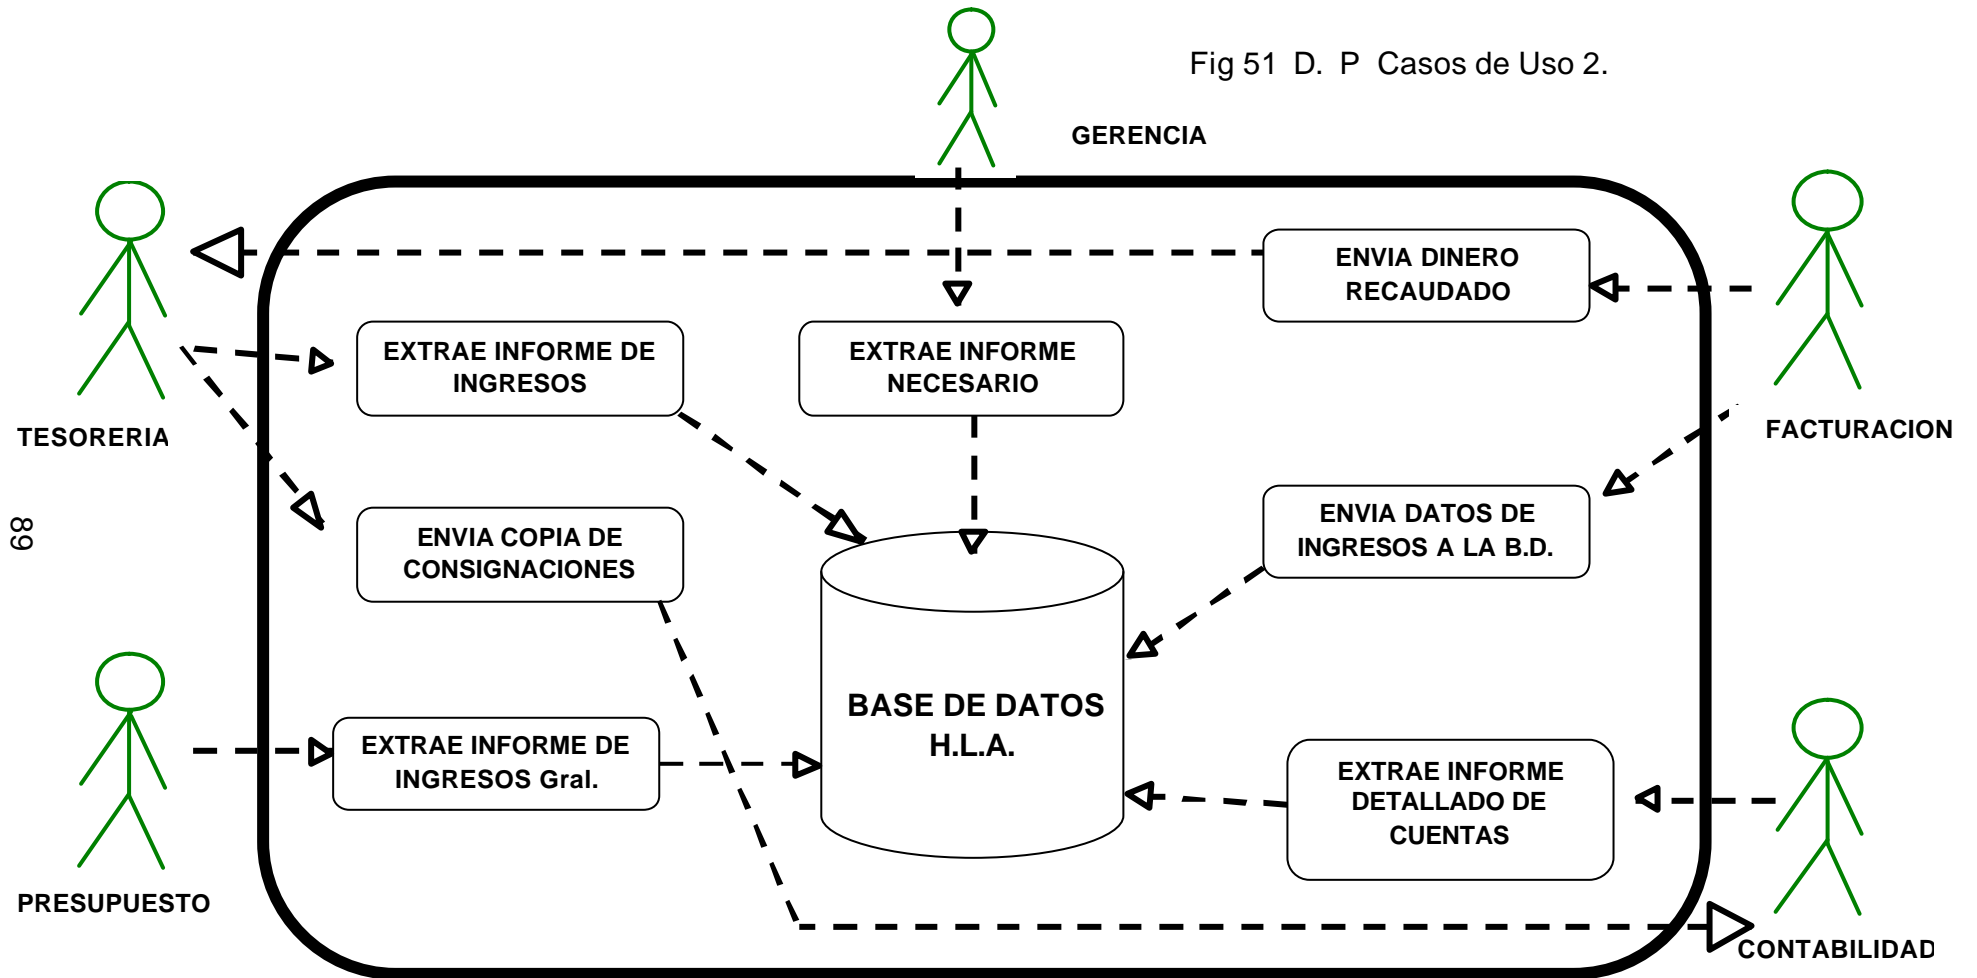 Fig 51 D. P Casos de Uso 2.
GERENCIA
ENVIA DINERO
RECAUDADO
EXTRAE INFORME DE
INGRESOS
EXTRAE INFORME
NECESARIO
TESORERIA
FACTURACION
ENVIA COPIA DE
CONSIGNACIONES
ENVIA DATOS DE
INGRESOS A LA B.D.
89
BASE DE DATOS
H.L.A.
EXTRAE INFORME DE
INGRESOS Gral.
EXTRAE INFORME
DETALLADO DE
CUENTAS
PRESUPUESTO
CONTABILIDAD